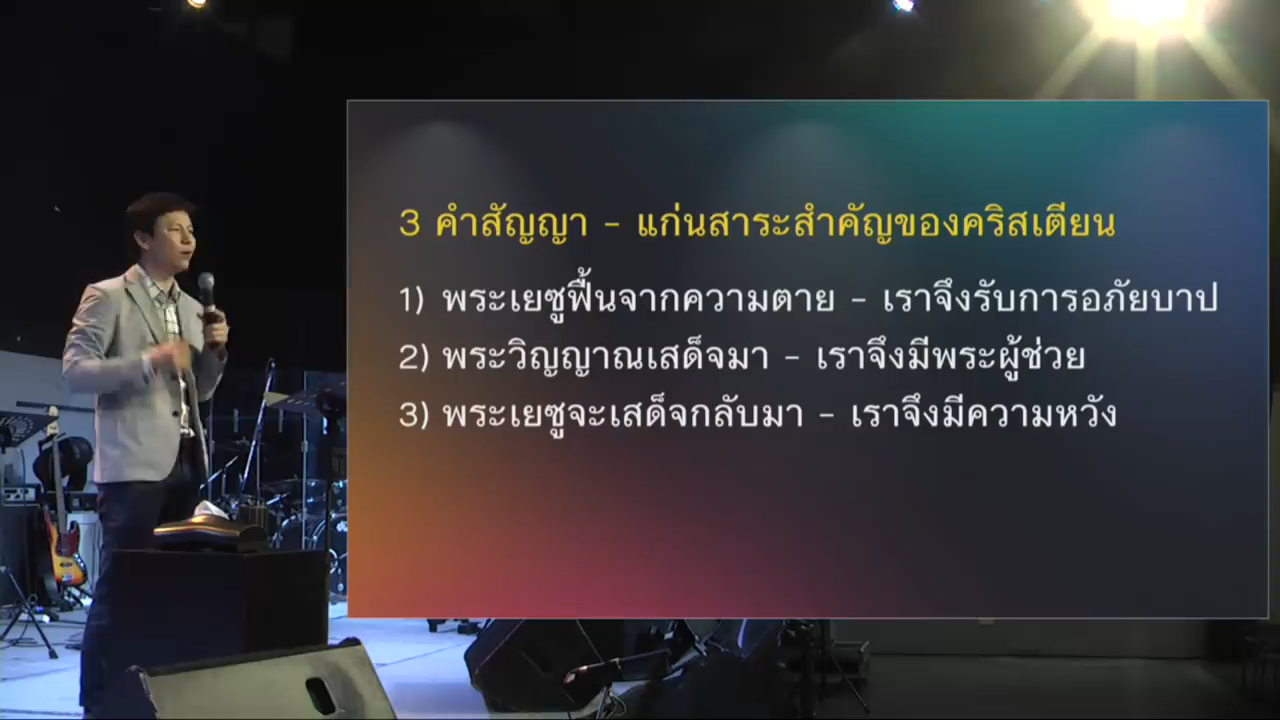 3 คำสัญญา - แก่นสาระสำคัญของคริสเตียน
1) พระเยซูฟื้นจากความตาย - เราจึงรับการอภัยบาป
2) พระวิญญาณเสด็จมา - เราจึงมีพระผู้ช่วย
3) พระเยซูจะเสด็จกลับมา - เราจึงมีความหวัง